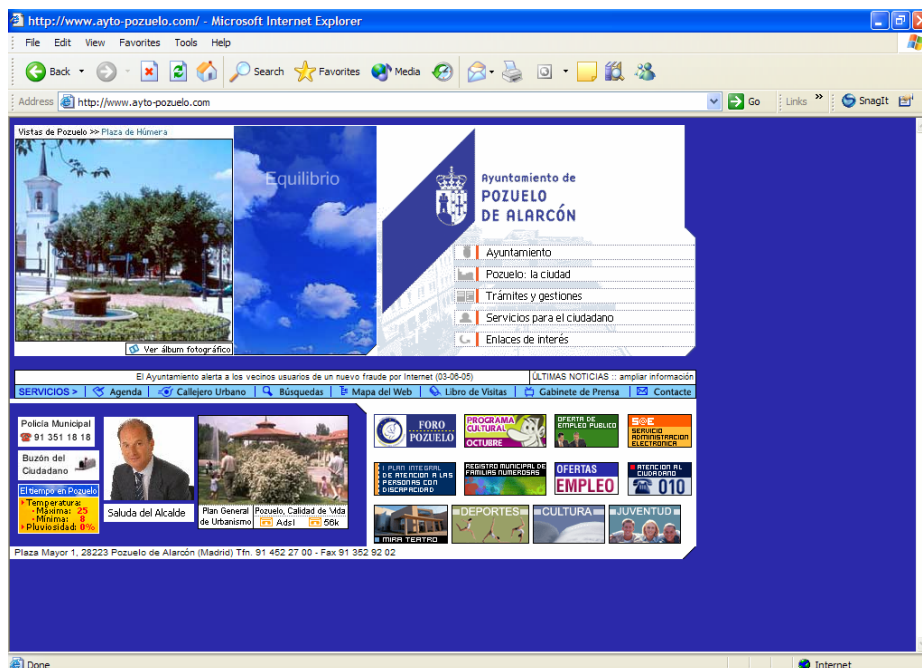 http://www.ayto-pozuelo.com/ - Microsoft Internet Explorer
File Edit View Favorites Tools Help
Back Search Favorites Media
Address http://www.ayto-pozuelo.com Go Links » SnagIt
Vistas de Pozuelo >> Plaza de Húmera
Equilibrio
Ayuntamiento de
POZUELO
DE ALARCÓN
Ayuntamiento
Pozuelo: la ciudad
Trámites y gestiones
Servicios para el ciudadano
Enlaces de interés
Ver álbum fotográfico
El Ayuntamiento alerta a los vecinos usuarios de un nuevo fraude por Internet (03-06-05) ÚLTIMAS NOTICIAS :: ampliar información
SERVICIOS > | Agenda | Callejero Urbano | Búsquedas | Mapa del Web | Libro de Visitas | Gabinete de Prensa | Contacte
Policía Municipal
91 351 18 18
Buzón del
Ciudadano
El tiempo en Pozuelo
Temperatura:
- Máxima: 25
- Mínima: 8
Pluviosidad: 0%
Saluda del Alcalde
Plan General
de Urbanismo
Pozuelo, Calidad de Vida
Adsl 56k
FORO
POZUELO
PROGRAMA
CULTURAL
OCTUBRE
OFERTA DE
EMPLEO PUBLICO
SERVICIO
ADMINISTRACION
ELECTRONICA
I PLAN INTEGRAL
DE ATENCION A LAS
PERSONAS CON
DISCAPACIDAD
REGISTRO MUNICIPAL DE
FAMILIAS NUMEROSAS
OFERTAS
EMPLEO
ATENCION AL
CIUDADANO
010
MIRA TEATRO
DEPORTES
CULTURA
JUVENTUD
Plaza Mayor 1, 28223 Pozuelo de Alarcón (Madrid) Tfn. 91 452 27 00 - Fax 91 352 92 02
Done Internet